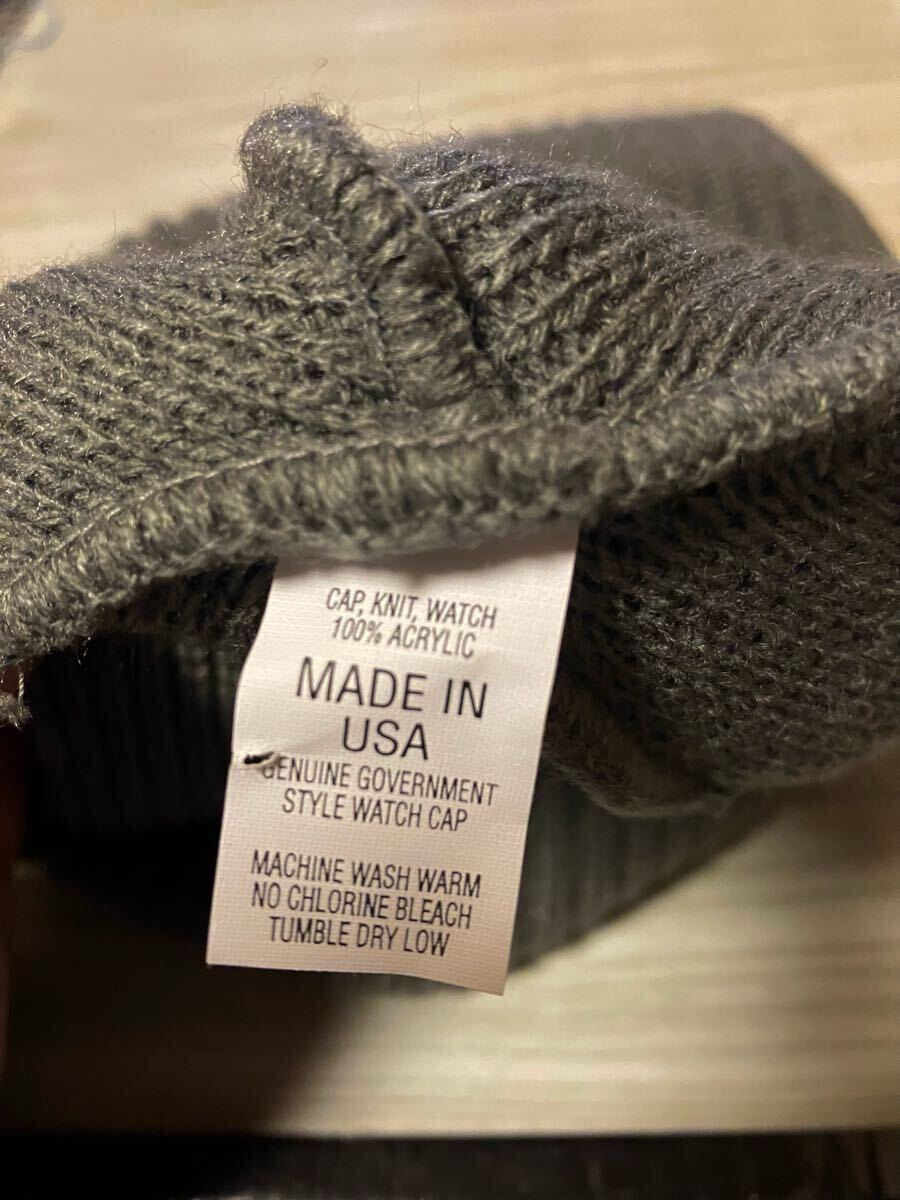 CAP, KNIT, WATCH
100% ACRYLIC
MADE IN
USA
GENUINE GOVERNMENT
STYLE WATCH CAP
MACHINE WASH WARM
NO CHLORINE BLEACH
TUMBLE DRY LOW